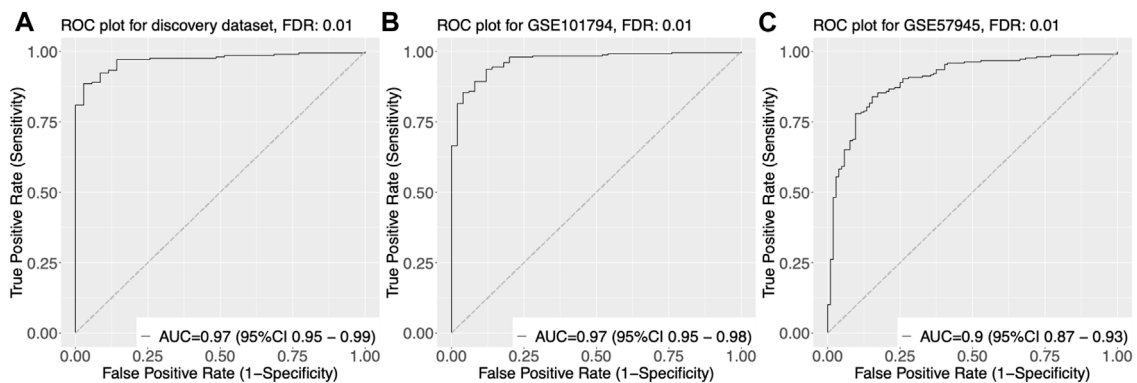 A
ROC plot for discovery dataset, FDR: 0.01
True Positive Rate (Sensitivity)
1.00
0.75
0.50
0.25
0.00
AUC=0.97 (95%CI 0.95 − 0.99)
0.00 0.25 0.50 0.75 1.00
False Positive Rate (1−Specificity)
B
ROC plot for GSE101794, FDR: 0.01
True Positive Rate (Sensitivity)
1.00
0.75
0.50
0.25
0.00
AUC=0.97 (95%CI 0.95 − 0.98)
0.00 0.25 0.50 0.75 1.00
False Positive Rate (1−Specificity)
C
ROC plot for GSE57945, FDR: 0.01
True Positive Rate (Sensitivity)
1.00
0.75
0.50
0.25
0.00
AUC=0.9 (95%CI 0.87 − 0.93)
0.00 0.25 0.50 0.75 1.00
False Positive Rate (1−Specificity)